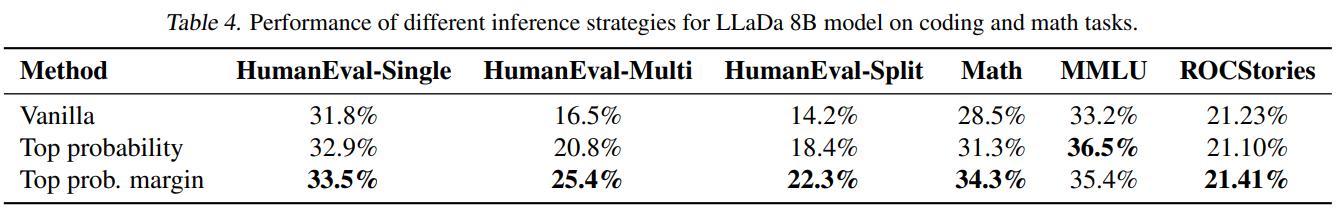 Table 4. Performance of different inference strategies for LLaDa 8B model on coding and math tasks.
Method HumanEval-Single HumanEval-Multi HumanEval-Split Math MMLU ROCStories
Vanilla 31.8% 16.5% 14.2% 28.5% 33.2% 21.23%
Top probability 32.9% 20.8% 18.4% 31.3% 36.5% 21.10%
Top prob. margin 33.5% 25.4% 22.3% 34.3% 35.4% 21.41%